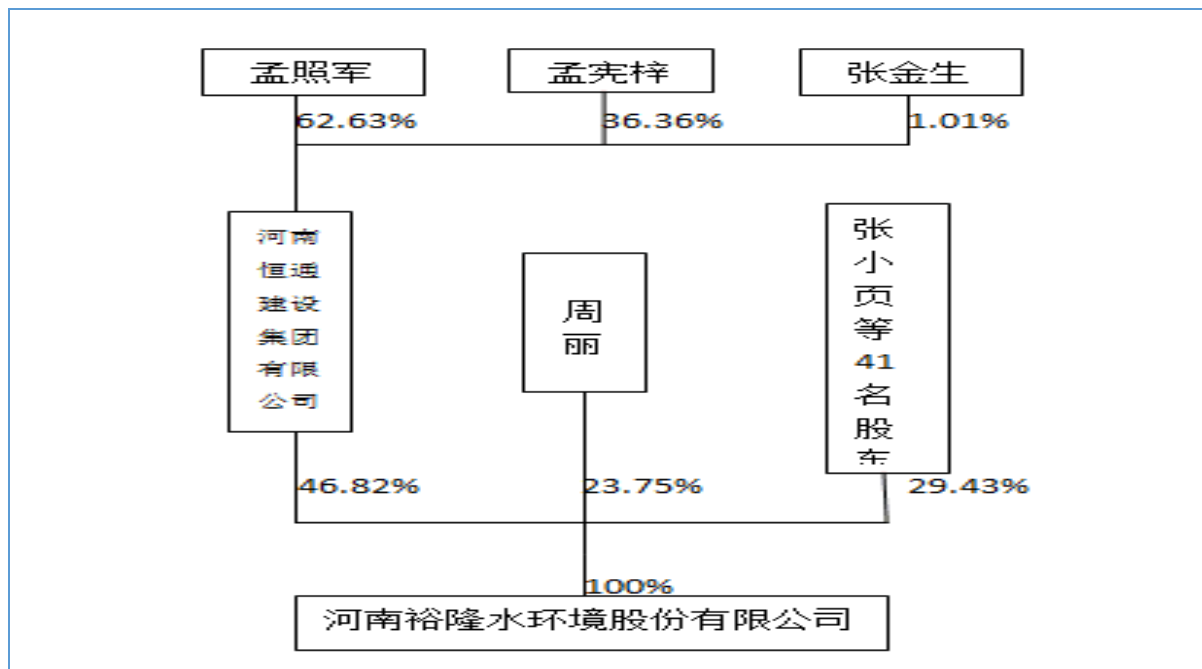 孟照军
孟宪梓
张金生
62.63%
36.36%
1.01%
河南
恒通
建设
集团
有限
公司
周
丽
张
小
页
等
41
名
股
东
46.82%
23.75%
29.43%
100%
河南裕隆水环境股份有限公司